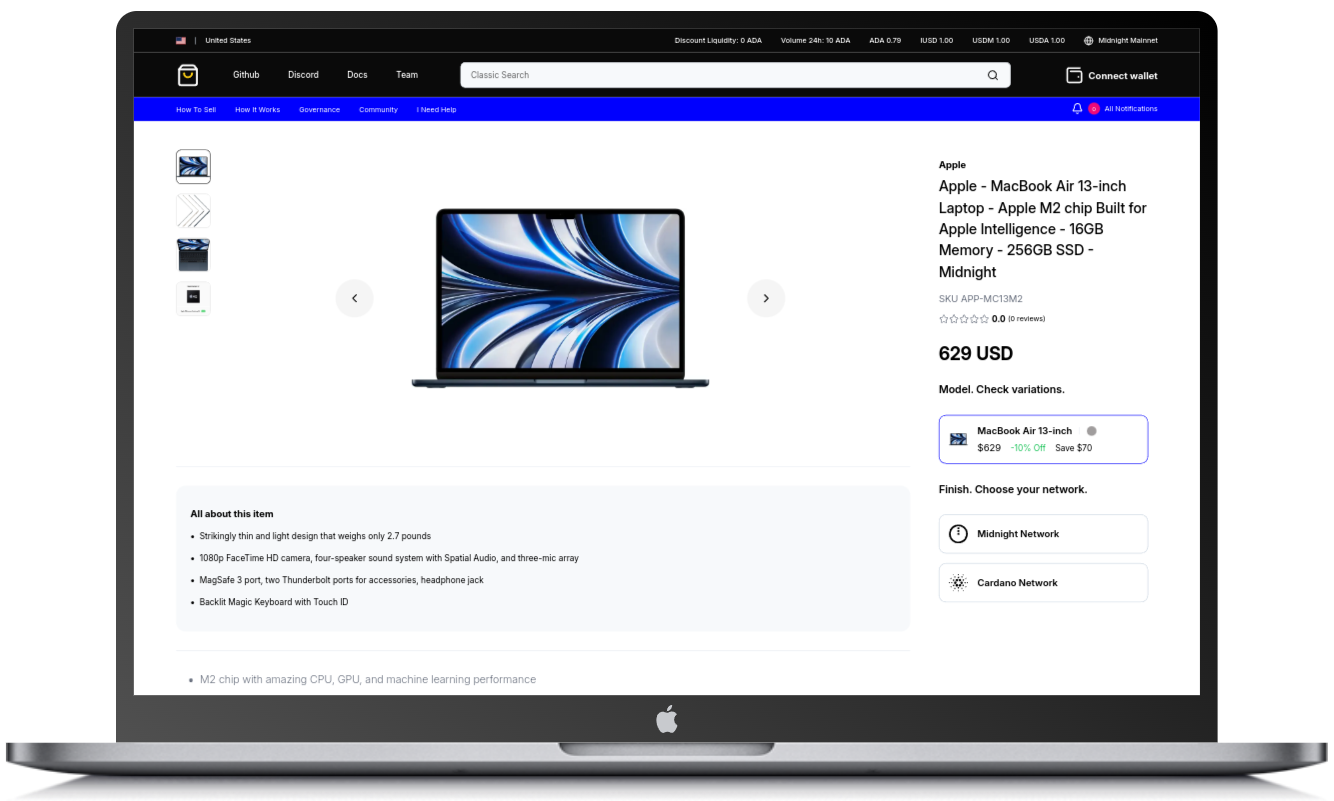 United States
Discount Liquidity: 0 ADA
Volume 24h: 10 ADA
ADA 0.79
IUSD 1.00
USDM 1.00
USDA 1.00
Midnight Mainnet
Github
Discord
Docs
Team
Classic Search
Connect wallet
How To Sell
How It Works
Governance
Community
I Need Help
0
All Notifications
Apple
Apple - MacBook Air 13-inch
Laptop - Apple M2 chip Built for
Apple Intelligence - 16GB
Memory - 256GB SSD -
Midnight
SKU APP-MC13M2
0.0 (0 reviews)
629 USD
Model. Check variations.
MacBook Air 13-inch
$629 -10% Off Save $70
Finish. Choose your network.
Midnight Network
Cardano Network
All about this item
• Strikingly thin and light design that weighs only 2.7 pounds
• 1080p FaceTime HD camera, four-speaker sound system with Spatial Audio, and three-mic array
• MagSafe 3 port, two Thunderbolt ports for accessories, headphone jack
• Backlit Magic Keyboard with Touch ID
• M2 chip with amazing CPU, GPU, and machine learning performance